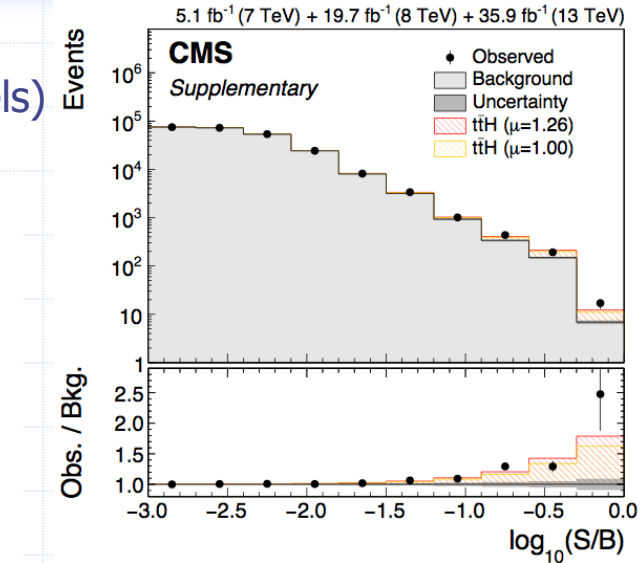 5.1 fb⁻¹ (7 TeV) + 19.7 fb⁻¹ (8 TeV) + 35.9 fb⁻¹ (13 TeV)
els)
Events
CMS
Supplementary
Observed
Background
Uncertainty
tt̄H (μ=1.26)
tt̄H (μ=1.00)
10⁶
10⁵
10⁴
10³
10²
10
1
Obs. / Bkg.
2.5
2.0
1.5
1.0
-3.0 -2.5 -2.0 -1.5 -1.0 -0.5 0.0
log₁₀(S/B)